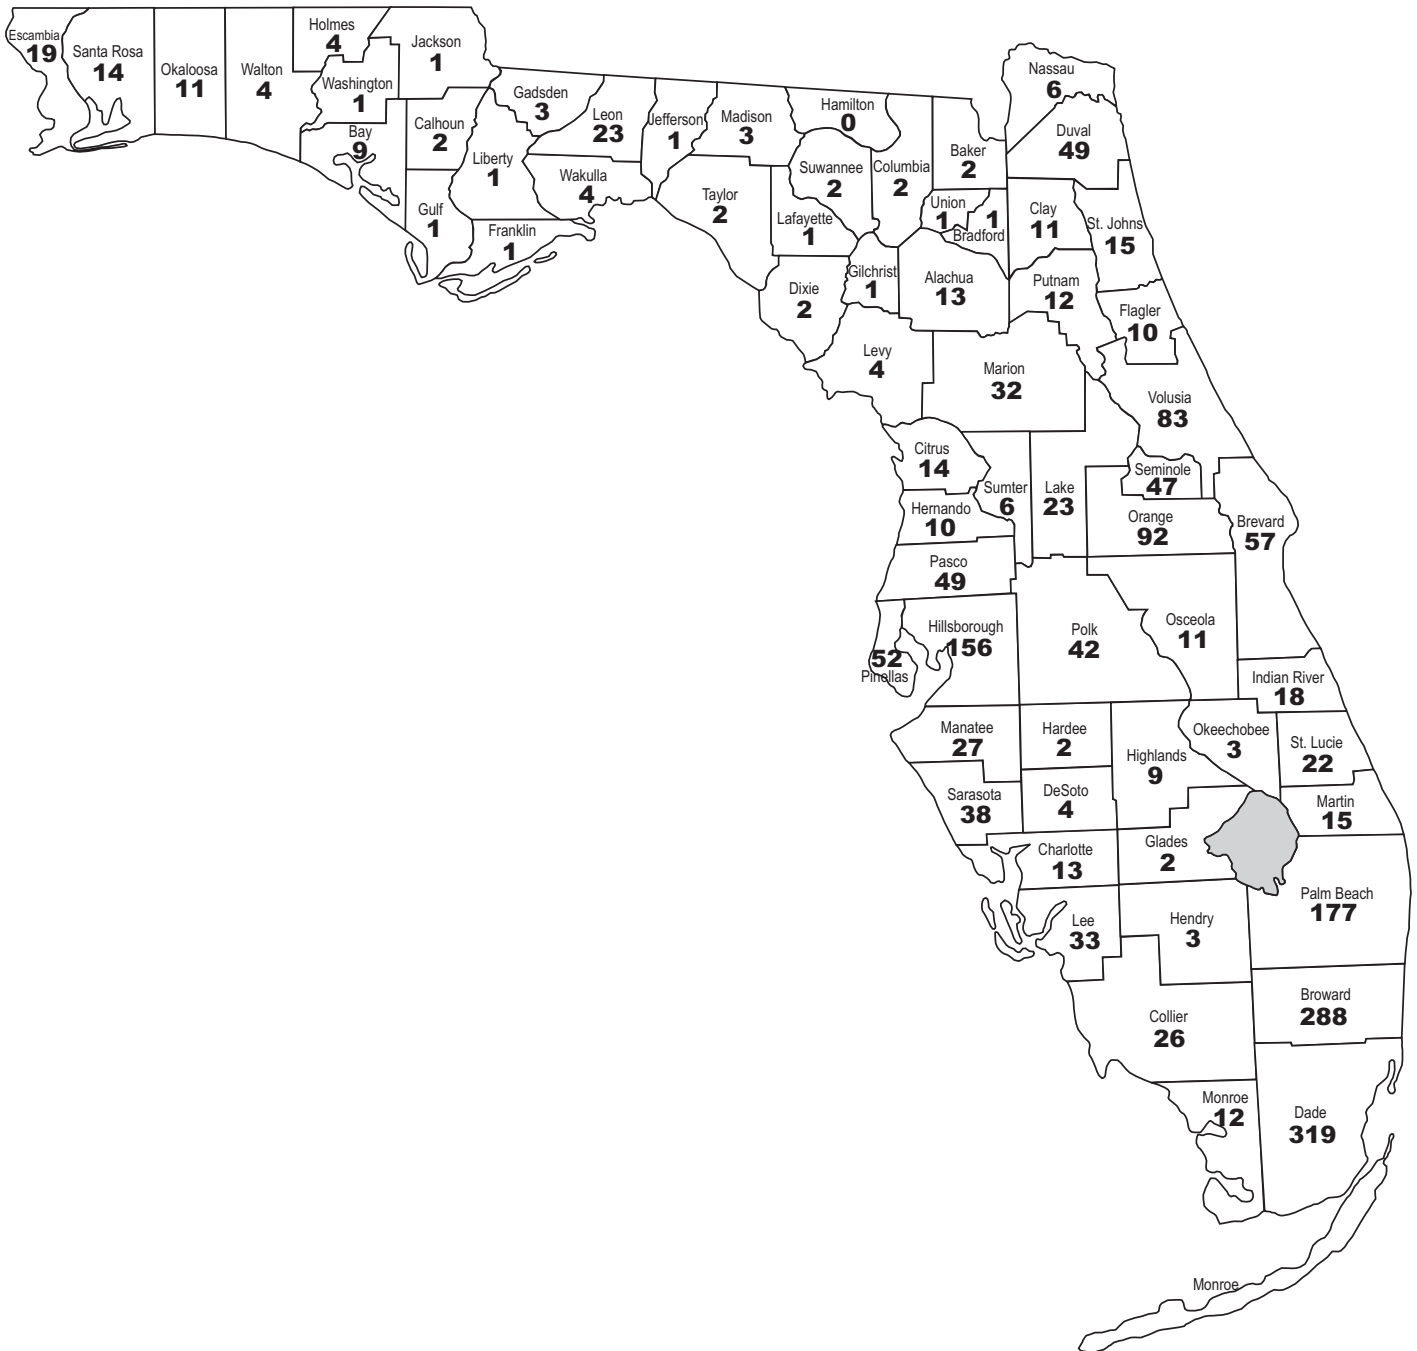 Escambia
19
Santa Rosa
14
Okaloosa
11
Walton
4
Holmes
4
Washington
1
Jackson
1
Bay
9
Calhoun
2
Gulf
1
Gadsden
3
Liberty
1
Franklin
1
Leon
23
Wakulla
4
Jefferson
1
Madison
3
Taylor
2
Hamilton
0
Suwannee
2
Lafayette
1
Dixie
2
Columbia
2
Gilchrist
1
Baker
2
Union
1
1
Bradford
Alachua
13
Levy
4
Nassau
6
Duval
49
Clay
11
St. Johns
15
Putnam
12
Flagler
10
Marion
32
Volusia
83
Citrus
14
Sumter
6
Lake
23
Seminole
47
Hernando
10
Orange
92
Brevard
57
Pasco
49
Hillsborough
156
52
Pinellas
Polk
42
Osceola
11
Indian River
18
Manatee
27
Hardee
2
Highlands
9
Okeechobee
3
St. Lucie
22
Sarasota
38
DeSoto
4
Martin
15
Charlotte
13
Glades
2
Palm Beach
177
Lee
33
Hendry
3
Broward
288
Collier
26
Monroe
12
Dade
319
Monroe